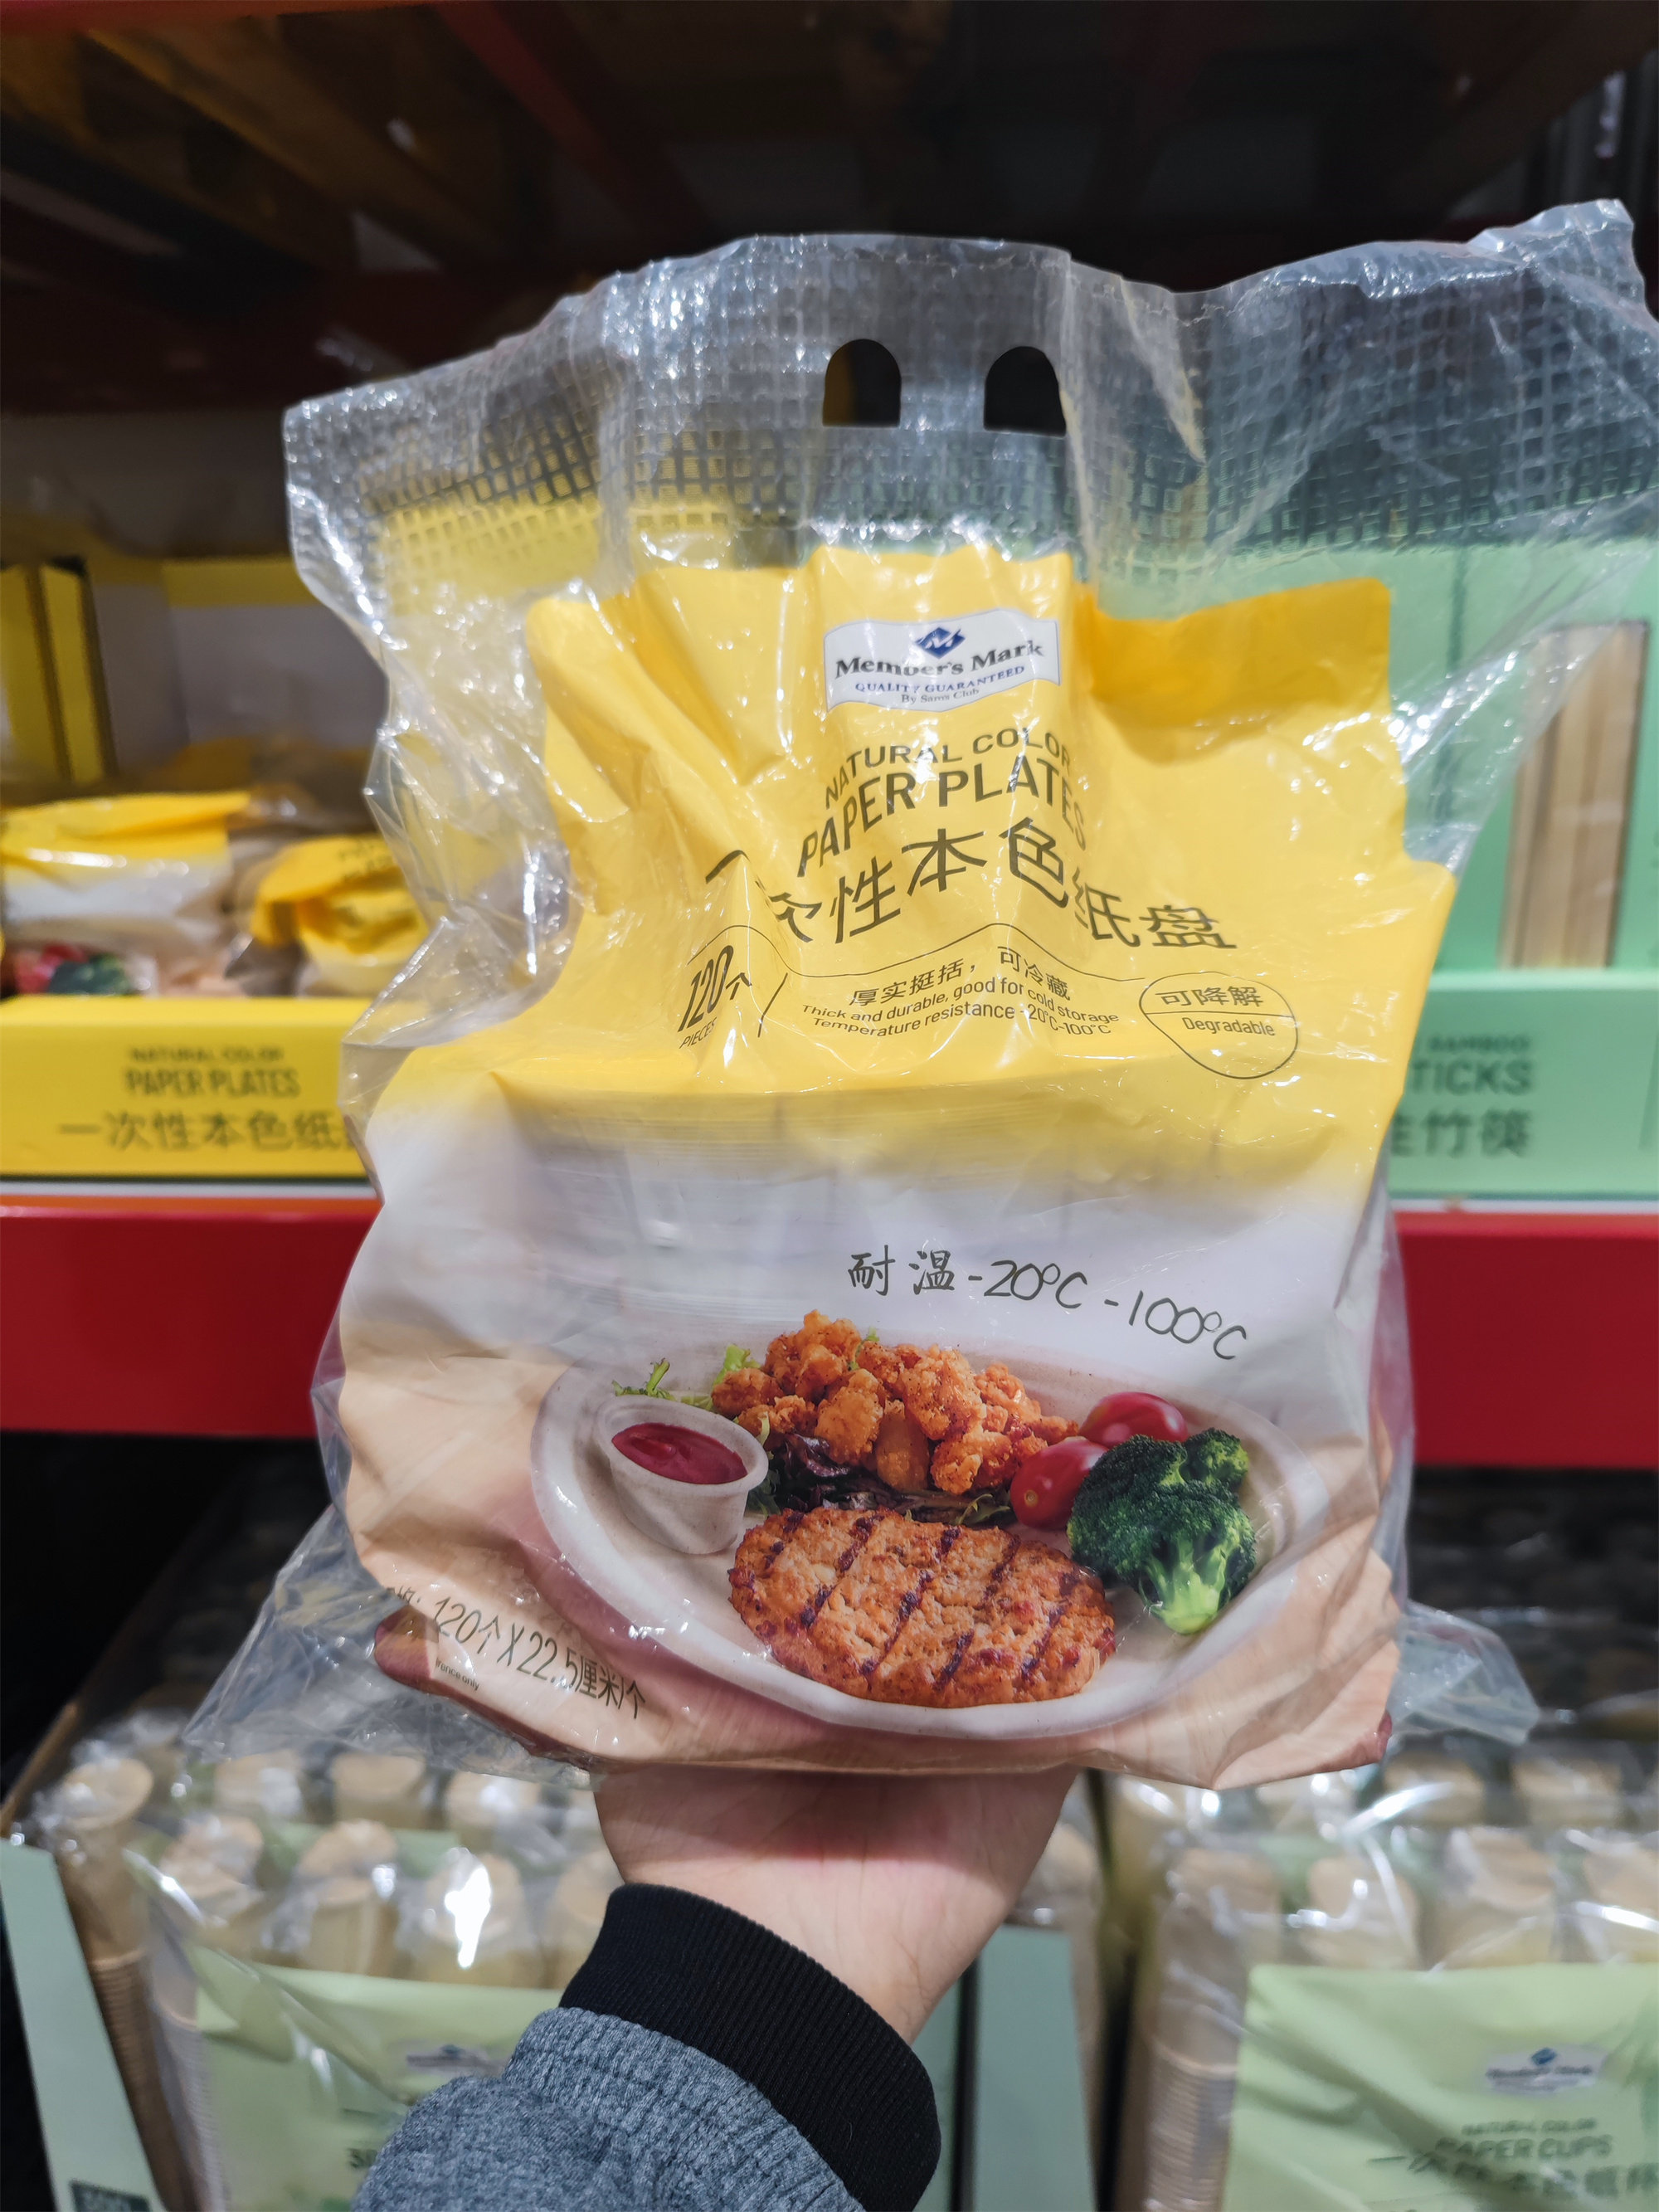 Member's Mark
QUALITY GUARANTEED
By Sam's Club
NATURAL COLOR
PAPER PLATES
一次性本色纸盘
120个
PIECES
厚实挺括，可冷藏
Thick and durable, good for cold storage
Temperature resistance -20°C-100°C
可降解
Degradable
耐温-20℃-100℃
120个X22.5厘米/个
NATURAL COLOR
PAPER PLATES
一次性本色纸
BAMBOO
TICKS
竹筷
NATURAL COLOR
PAPER CUPS